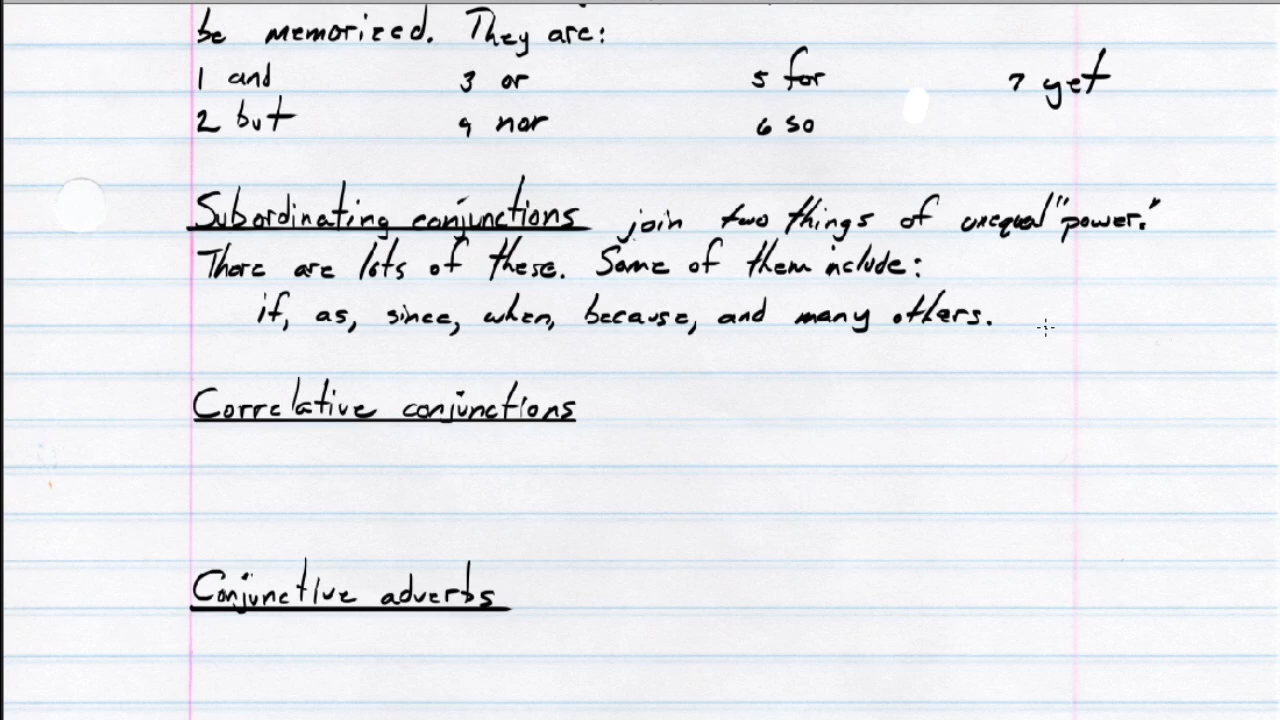 be memorized. They are:
1 and 3 or 5 for 7 yet
2 but 4 nor 6 so
Subordinating conjunctions join two things of unequal "power."
There are lots of these. Some of them include:
if, as, since, when, because, and many others.
Correlative conjunctions
Conjunctive adverbs